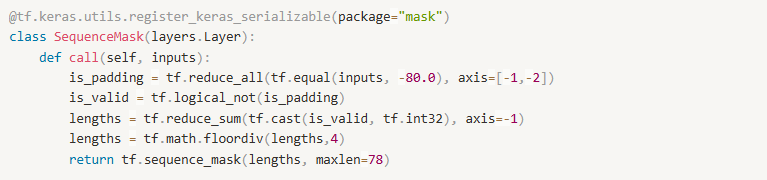 @tf.keras.utils.register_keras_serializable(package="mask")
class SequenceMask(layers.Layer):
    def call(self, inputs):
        is_padding = tf.reduce_all(tf.equal(inputs, -80.0), axis=[-1,-2])
        is_valid = tf.logical_not(is_padding)
        lengths = tf.reduce_sum(tf.cast(is_valid, tf.int32), axis=-1)
        lengths = tf.math.floordiv(lengths,4)
        return tf.sequence_mask(lengths, maxlen=78)